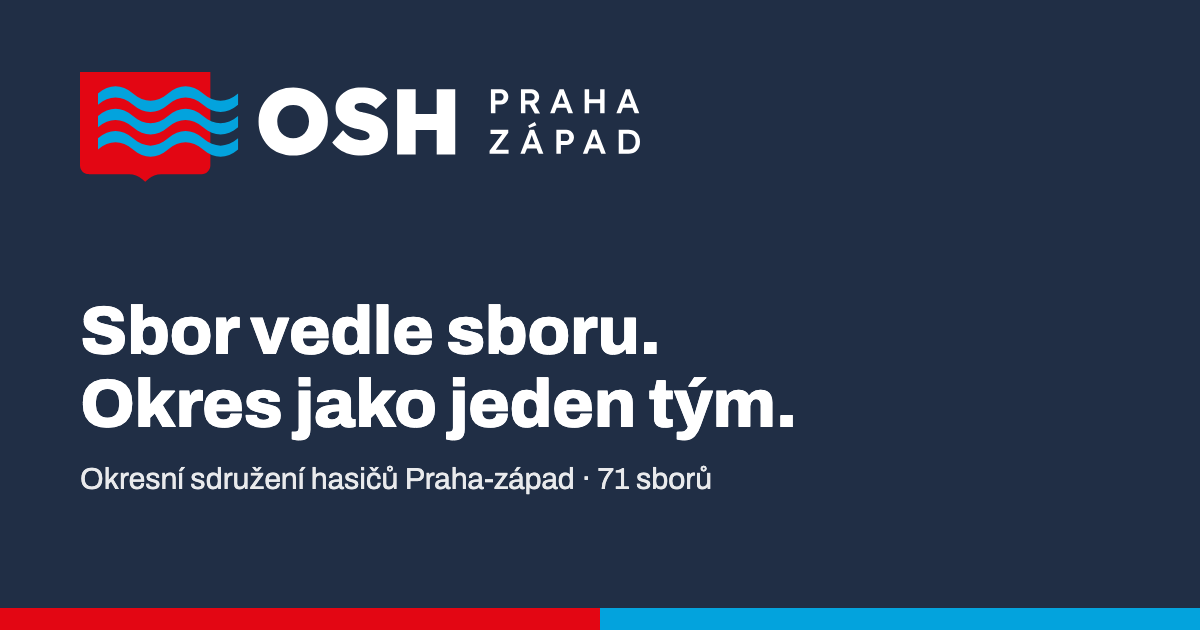 OSH
PRAHA
ZÁPAD
Sbor vedle sboru.
Okres jako jeden tým.
Okresní sdružení hasičů Praha-západ · 71 sborů